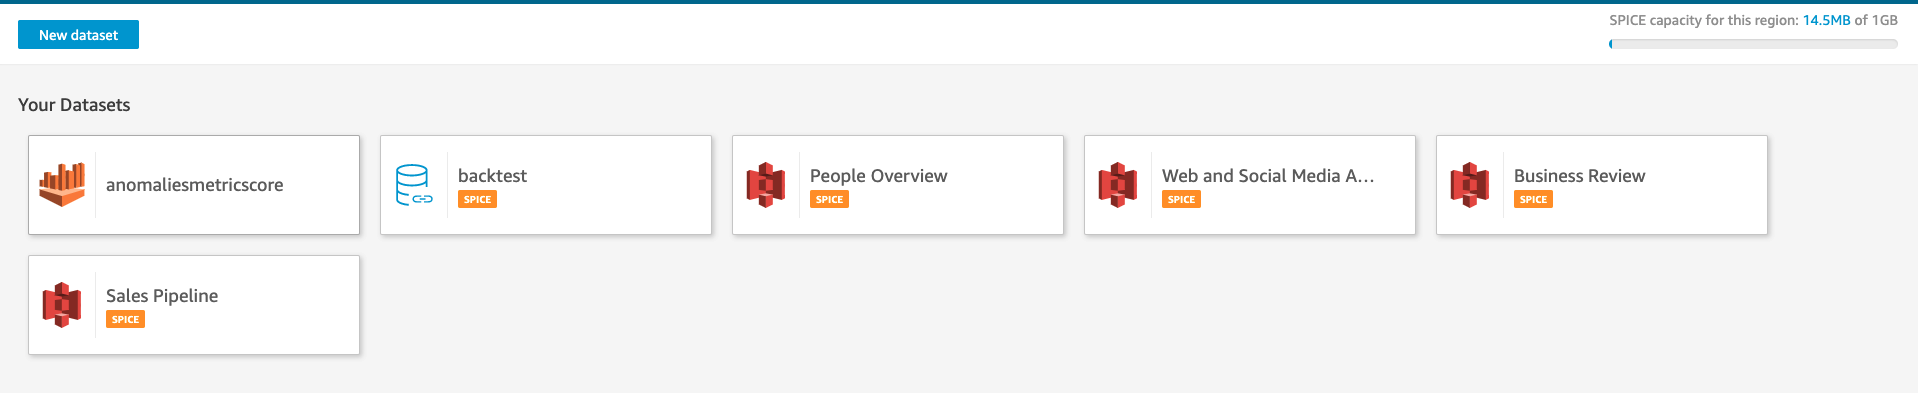 New dataset
SPICE capacity for this region: 14.5MB of 1GB
Your Datasets
anomaliesmetricscore
backtest
SPICE
People Overview
SPICE
Web and Social Media A...
SPICE
Business Review
SPICE
Sales Pipeline
SPICE